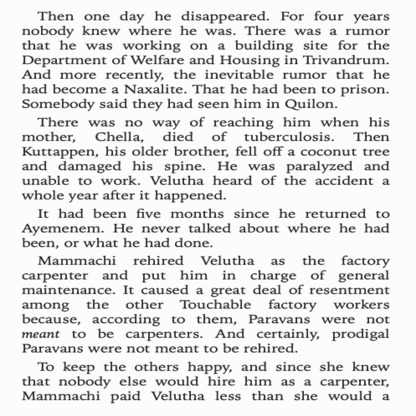 Then one day he disappeared. For four years
nobody knew where he was. There was a rumor
that he was working on a building site for the
Department of Welfare and Housing in Trivandrum.
And more recently, the inevitable rumor that he
had become a Naxalite. That he had been to prison.
Somebody said they had seen him in Quilon.
There was no way of reaching him when his
mother, Chella, died of tuberculosis. Then
Kuttappen, his older brother, fell off a coconut tree
and damaged his spine. He was paralyzed and
unable to work. Velutha heard of the accident a
whole year after it happened.
It had been five months since he returned to
Ayemenem. He never talked about where he had
been, or what he had done.
Mammachi rehired Velutha as the factory
carpenter and put him in charge of general
maintenance. It caused a great deal of resentment
among the other Touchable factory workers
because, according to them, Paravans were not
meant to be carpenters. And certainly, prodigal
Paravans were not meant to be rehired.
To keep the others happy, and since she knew
that nobody else would hire him as a carpenter,
Mammachi paid Velutha less than she would a